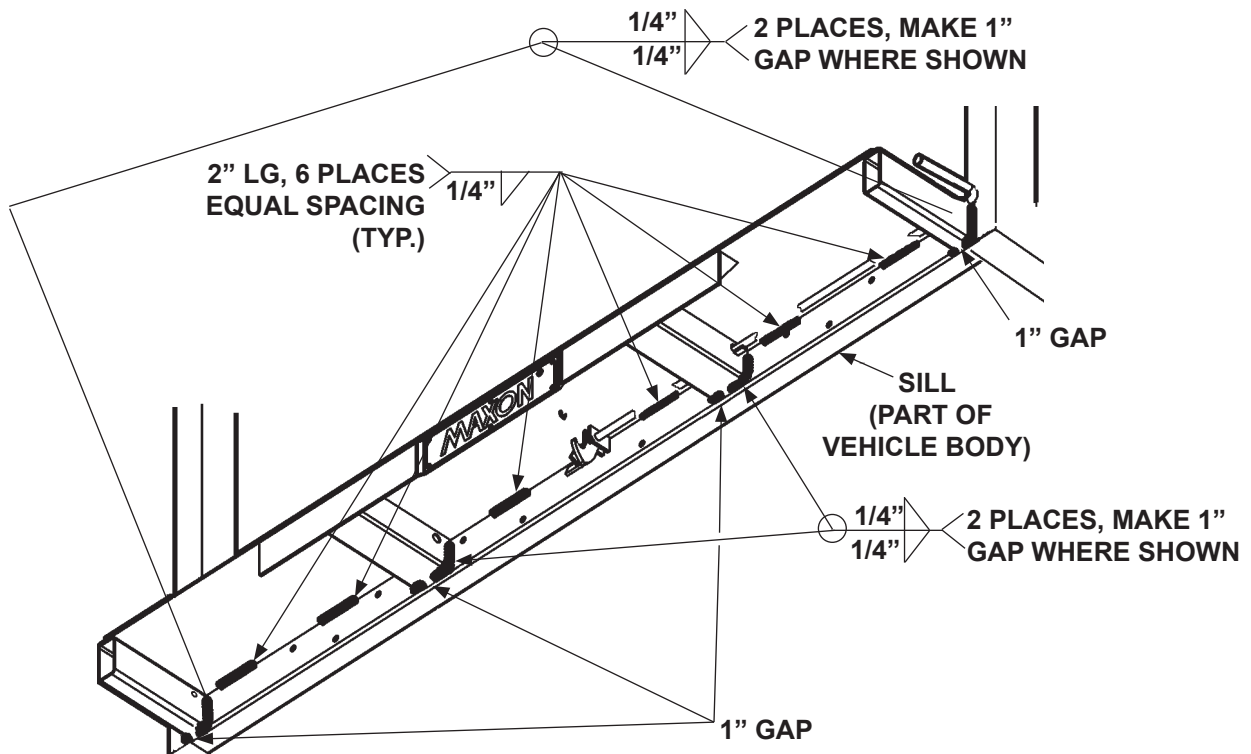 1/4” 2 PLACES, MAKE 1”
1/4” GAP WHERE SHOWN
2” LG, 6 PLACES
1/4”
EQUAL SPACING
(TYP.)
1” GAP
SILL
(PART OF
VEHICLE BODY)
MAXON
1/4” 2 PLACES, MAKE 1”
1/4” GAP WHERE SHOWN
1” GAP